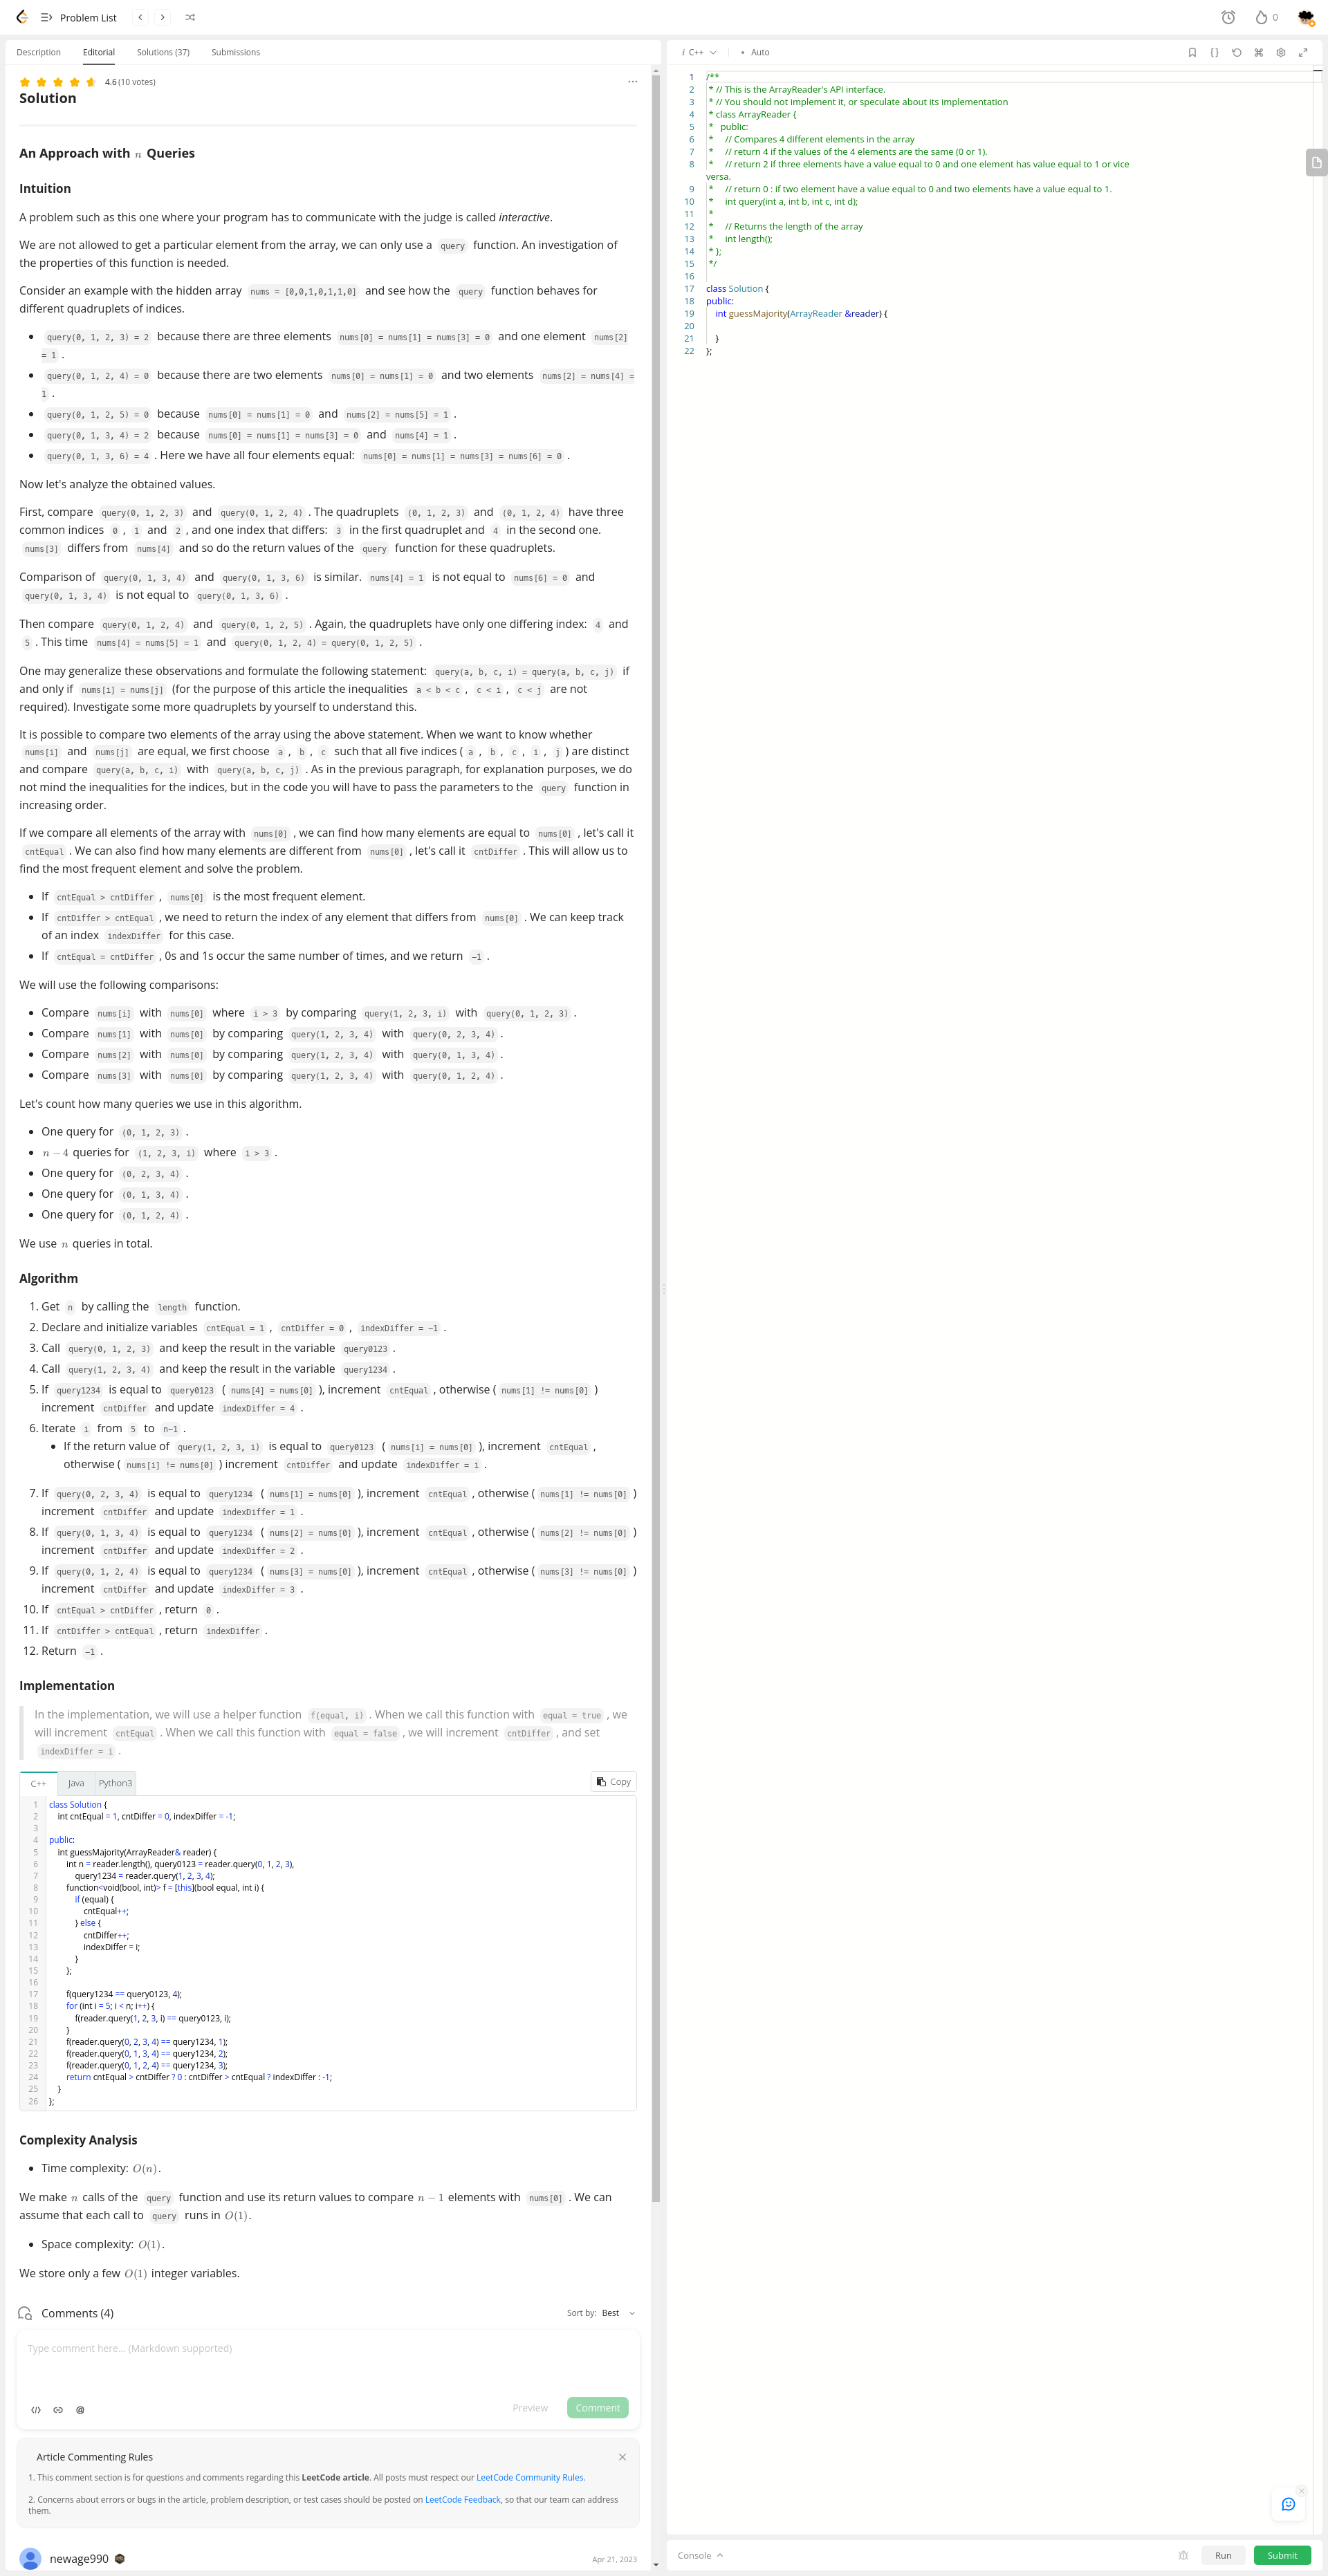 Problem List
0
Description Editorial Solutions (37) Submissions
4.6 (10 votes)
Solution
An Approach with n Queries
Intuition
A problem such as this one where your program has to communicate with the judge is called interactive.
We are not allowed to get a particular element from the array, we can only use a query function. An investigation of
the properties of this function is needed.
Consider an example with the hidden array nums = [0,0,1,0,1,1,0] and see how the query function behaves for
different quadruplets of indices.
• query(0, 1, 2, 3) = 2 because there are three elements nums[0] = nums[1] = nums[3] = 0 and one element nums[2]
= 1 .
• query(0, 1, 2, 4) = 0 because there are two elements nums[0] = nums[1] = 0 and two elements nums[2] = nums[4] =
1 .
• query(0, 1, 2, 5) = 0 because nums[0] = nums[1] = 0 and nums[2] = nums[5] = 1 .
• query(0, 1, 3, 4) = 2 because nums[0] = nums[1] = nums[3] = 0 and nums[4] = 1 .
• query(0, 1, 3, 6) = 4 . Here we have all four elements equal: nums[0] = nums[1] = nums[3] = nums[6] = 0 .
Now let's analyze the obtained values.
First, compare query(0, 1, 2, 3) and query(0, 1, 2, 4) . The quadruplets (0, 1, 2, 3) and (0, 1, 2, 4) have three
common indices 0 , 1 and 2 , and one index that differs: 3 in the first quadruplet and 4 in the second one.
nums[3] differs from nums[4] and so do the return values of the query function for these quadruplets.
Comparison of query(0, 1, 3, 4) and query(0, 1, 3, 6) is similar. nums[4] = 1 is not equal to nums[6] = 0 and
query(0, 1, 3, 4) is not equal to query(0, 1, 3, 6) .
Then compare query(0, 1, 2, 4) and query(0, 1, 2, 5) . Again, the quadruplets have only one differing index: 4 and
5 . This time nums[4] = nums[5] = 1 and query(0, 1, 2, 4) = query(0, 1, 2, 5) .
One may generalize these observations and formulate the following statement: query(a, b, c, i) = query(a, b, c, j) if
and only if nums[i] = nums[j] (for the purpose of this article the inequalities a < b < c , c < i , c < j are not
required). Investigate some more quadruplets by yourself to understand this.
It is possible to compare two elements of the array using the above statement. When we want to know whether
nums[i] and nums[j] are equal, we first choose a , b , c such that all five indices ( a , b , c , i , j ) are distinct
and compare query(a, b, c, i) with query(a, b, c, j) . As in the previous paragraph, for explanation purposes, we do
not mind the inequalities for the indices, but in the code you will have to pass the parameters to the query function in
increasing order.
If we compare all elements of the array with nums[0] , we can find how many elements are equal to nums[0] , let's call it
cntEqual . We can also find how many elements are different from nums[0] , let's call it cntDiffer . This will allow us to
find the most frequent element and solve the problem.
• If cntEqual > cntDiffer , nums[0] is the most frequent element.
• If cntDiffer > cntEqual , we need to return the index of any element that differs from nums[0] . We can keep track
of an index indexDiffer for this case.
• If cntEqual = cntDiffer , 0s and 1s occur the same number of times, and we return -1 .
We will use the following comparisons:
• Compare nums[i] with nums[0] where i > 3 by comparing query(1, 2, 3, i) with query(0, 1, 2, 3) .
• Compare nums[1] with nums[0] by comparing query(1, 2, 3, 4) with query(0, 2, 3, 4) .
• Compare nums[2] with nums[0] by comparing query(1, 2, 3, 4) with query(0, 1, 3, 4) .
• Compare nums[3] with nums[0] by comparing query(1, 2, 3, 4) with query(0, 1, 2, 4) .
Let's count how many queries we use in this algorithm.
• One query for (0, 1, 2, 3) .
• n − 4 queries for (1, 2, 3, i) where i > 3 .
• One query for (0, 2, 3, 4) .
• One query for (0, 1, 3, 4) .
• One query for (0, 1, 2, 4) .
We use n queries in total.
Algorithm
1. Get n by calling the length function.
2. Declare and initialize variables cntEqual = 1 , cntDiffer = 0 , indexDiffer = -1 .
3. Call query(0, 1, 2, 3) and keep the result in the variable query0123 .
4. Call query(1, 2, 3, 4) and keep the result in the variable query1234 .
5. If query1234 is equal to query0123 ( nums[4] = nums[0] ), increment cntEqual , otherwise ( nums[1] != nums[0] )
increment cntDiffer and update indexDiffer = 4 .
6. Iterate i from 5 to n-1 .
• If the return value of query(1, 2, 3, i) is equal to query0123 ( nums[i] = nums[0] ), increment cntEqual ,
otherwise ( nums[i] != nums[0] ) increment cntDiffer and update indexDiffer = i .
7. If query(0, 2, 3, 4) is equal to query1234 ( nums[1] = nums[0] ), increment cntEqual , otherwise ( nums[1] != nums[0] )
increment cntDiffer and update indexDiffer = 1 .
8. If query(0, 1, 3, 4) is equal to query1234 ( nums[2] = nums[0] ), increment cntEqual , otherwise ( nums[2] != nums[0] )
increment cntDiffer and update indexDiffer = 2 .
9. If query(0, 1, 2, 4) is equal to query1234 ( nums[3] = nums[0] ), increment cntEqual , otherwise ( nums[3] != nums[0] )
increment cntDiffer and update indexDiffer = 3 .
10. If cntEqual > cntDiffer , return 0 .
11. If cntDiffer > cntEqual , return indexDiffer .
12. Return -1 .
Implementation
In the implementation, we will use a helper function f(equal, i) . When we call this function with equal = true , we
will increment cntEqual . When we call this function with equal = false , we will increment cntDiffer , and set
indexDiffer = i .
C++ Java Python3 Copy
1 class Solution {
2 int cntEqual = 1, cntDiffer = 0, indexDiffer = -1;
3
4 public:
5 int guessMajority(ArrayReader& reader) {
6 int n = reader.length(), query0123 = reader.query(0, 1, 2, 3),
7 query1234 = reader.query(1, 2, 3, 4);
8 function<void(bool, int)> f = [this](bool equal, int i) {
9 if (equal) {
10 cntEqual++;
11 } else {
12 cntDiffer++;
13 indexDiffer = i;
14 }
15 };
16
17 f(query1234 == query0123, 4);
18 for (int i = 5; i < n; i++) {
19 f(reader.query(1, 2, 3, i) == query0123, i);
20 }
21 f(reader.query(0, 2, 3, 4) == query1234, 1);
22 f(reader.query(0, 1, 3, 4) == query1234, 2);
23 f(reader.query(0, 1, 2, 4) == query1234, 3);
24 return cntEqual > cntDiffer ? 0 : cntDiffer > cntEqual ? indexDiffer : -1;
25 }
26 };
Complexity Analysis
• Time complexity: O(n).
We make n calls of the query function and use its return values to compare n − 1 elements with nums[0] . We can
assume that each call to query runs in O(1).
• Space complexity: O(1).
We store only a few O(1) integer variables.
Comments (4) Sort by: Best
Type comment here... (Markdown supported)
Preview Comment
Article Commenting Rules
1. This comment section is for questions and comments regarding this LeetCode article. All posts must respect our LeetCode Community Rules.
2. Concerns about errors or bugs in the article, problem description, or test cases should be posted on LeetCode Feedback, so that our team can address
them.
newage990 Apr 21, 2023
i C++ • Auto
1 /**
2 * // This is the ArrayReader's API interface.
3 * // You should not implement it, or speculate about its implementation
4 * class ArrayReader {
5 * public:
6 * // Compares 4 different elements in the array
7 * // return 4 if the values of the 4 elements are the same (0 or 1).
8 * // return 2 if three elements have a value equal to 0 and one element has value equal to 1 or vice
versa.
9 * // return 0 : if two element have a value equal to 0 and two elements have a value equal to 1.
10 * int query(int a, int b, int c, int d);
11 *
12 * // Returns the length of the array
13 * int length();
14 * };
15 */
16
17 class Solution {
18 public:
19 int guessMajority(ArrayReader &reader) {
20
21 }
22 };
Console Run Submit